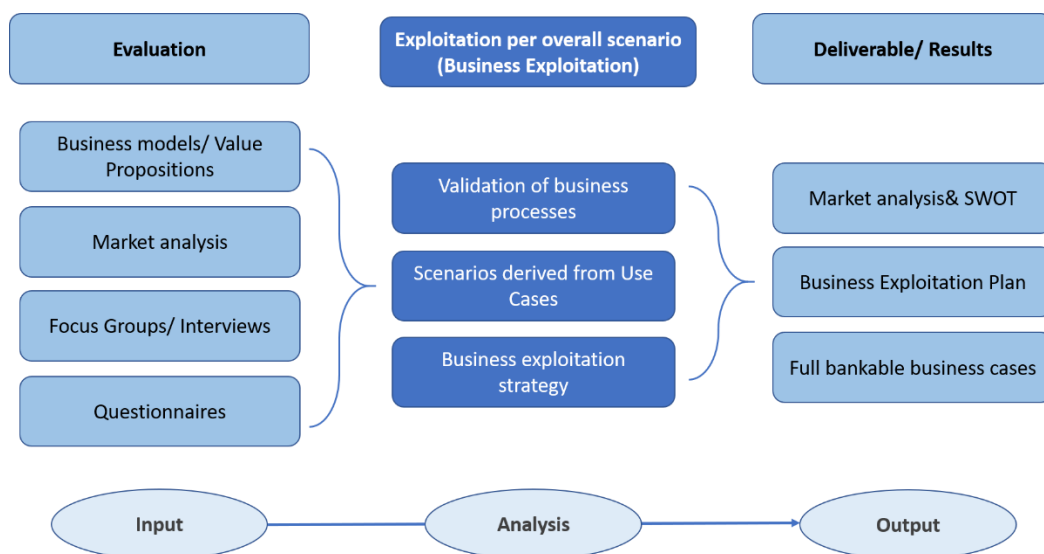 Evaluation
Exploitation per overall scenario
(Business Exploitation)
Deliverable/ Results
Business models/ Value
Propositions
Market analysis
Focus Groups/ Interviews
Questionnaires
Validation of business
processes
Scenarios derived from Use
Cases
Business exploitation
strategy
Market analysis& SWOT
Business Exploitation Plan
Full bankable business cases
Input
Analysis
Output